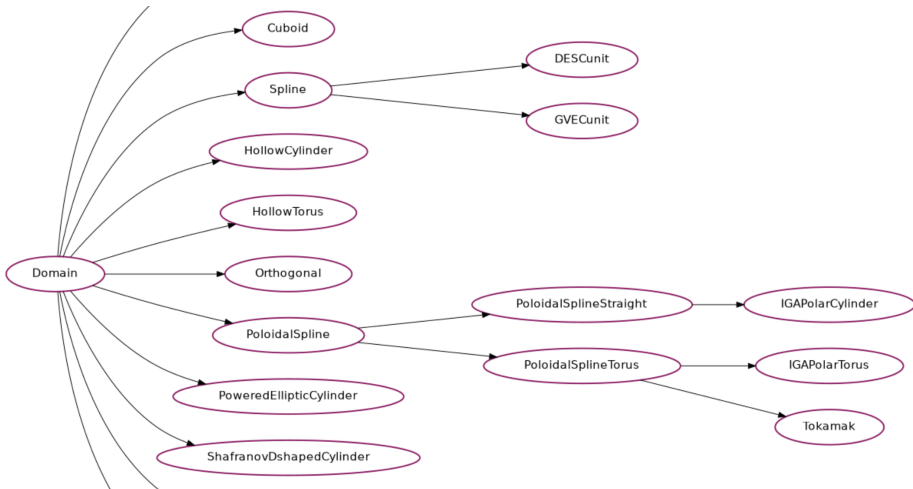 Cuboid
DESCunit
Spline
GVECunit
HollowCylinder
HollowTorus
Domain
Orthogonal
PoloidalSplineStraight
IGAPolarCylinder
PoloidalSpline
PoloidalSplineTorus
IGAPolarTorus
PoweredEllipticCylinder
Tokamak
ShafranovDshapedCylinder